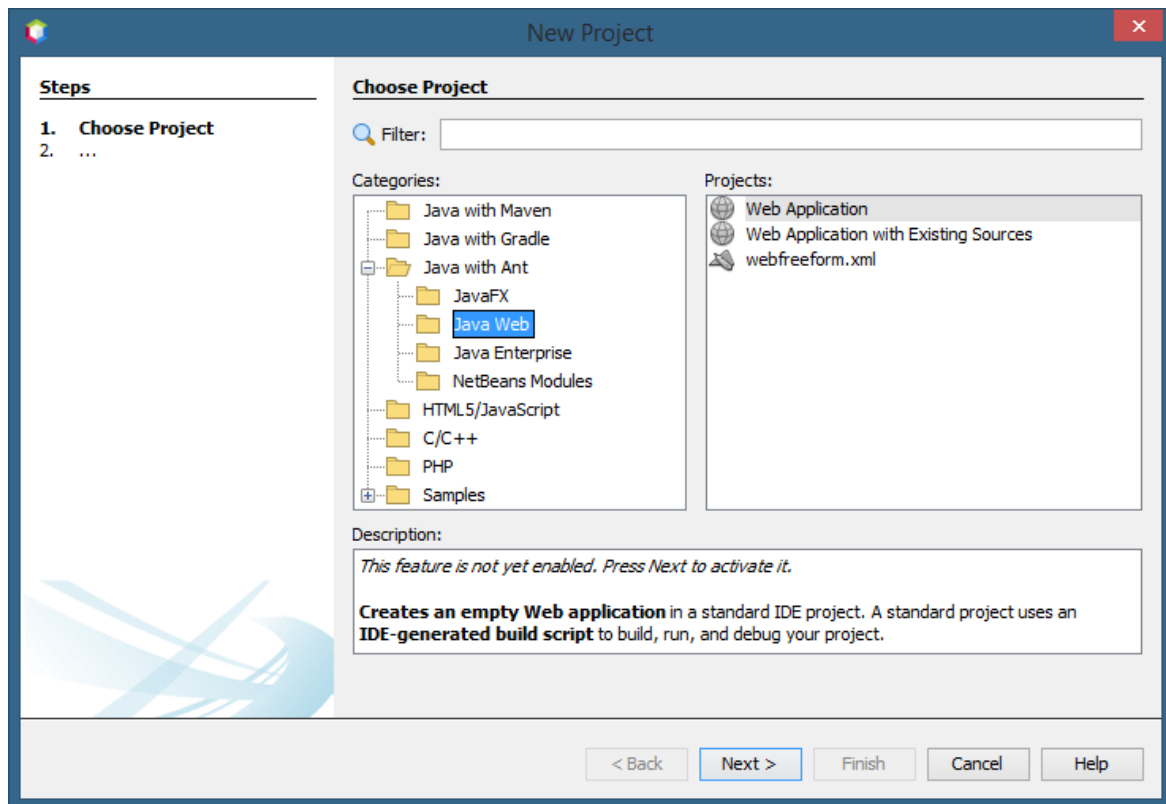 New Project
Steps
1. Choose Project
2. ...
Choose Project
Filter:
Categories:
Java with Maven
Java with Gradle
Java with Ant
JavaFX
Java Web
Java Enterprise
NetBeans Modules
HTML5/JavaScript
C/C++
PHP
Samples
Projects:
Web Application
Web Application with Existing Sources
webfreeform.xml
Description:
This feature is not yet enabled. Press Next to activate it.
Creates an empty Web application in a standard IDE project. A standard project uses an
IDE-generated build script to build, run, and debug your project.
< Back
Next >
Finish
Cancel
Help